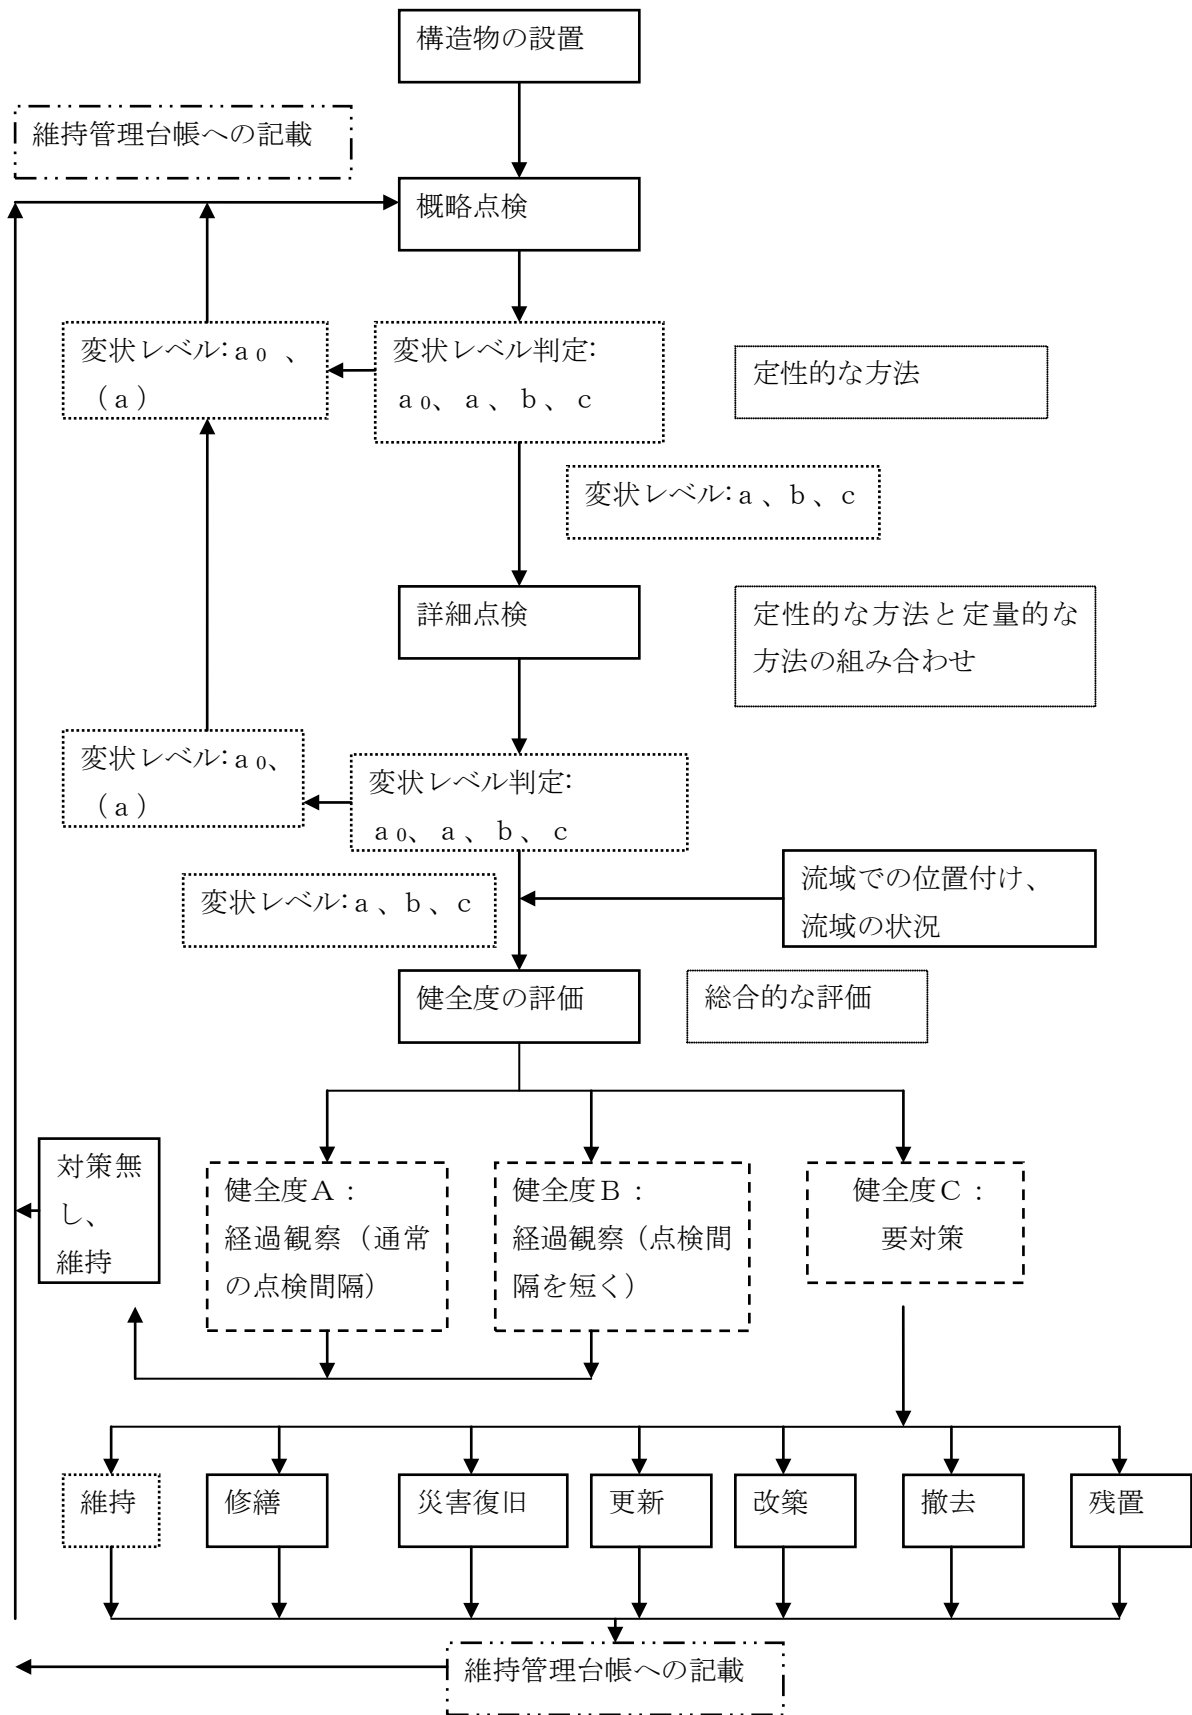 構造物の設置
維持管理台帳への記載
概略点検
変状レベル:a₀、
(a)
変状レベル判定:
a₀、a、b、c
定性的な方法
変状レベル:a、b、c
詳細点検
定性的な方法と定量的な
方法の組み合わせ
変状レベル:a₀、
(a)
変状レベル判定:
a₀、a、b、c
変状レベル:a、b、c
流域での位置付け、
流域の状況
健全度の評価
総合的な評価
対策無
し、
維持
健全度A:
経過観察(通常
の点検間隔)
健全度B:
経過観察(点検間
隔を短く)
健全度C:
要対策
維持
修繕
災害復旧
更新
改築
撤去
残置
維持管理台帳への記載